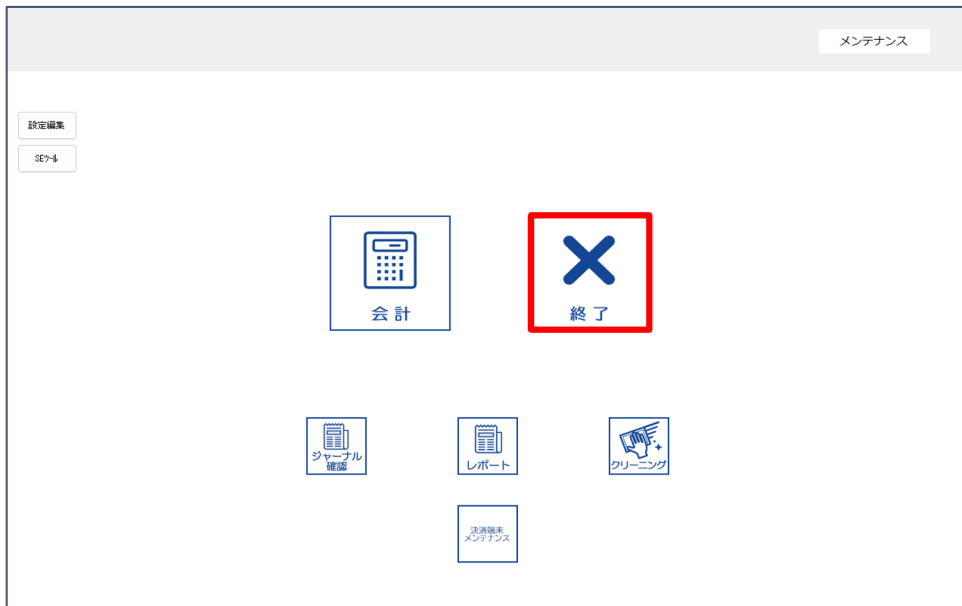 メンテナンス
設定編集
SEツール
会計
終了
ジャーナル
確認
レポート
クリーニング
決済端末
メンテナンス